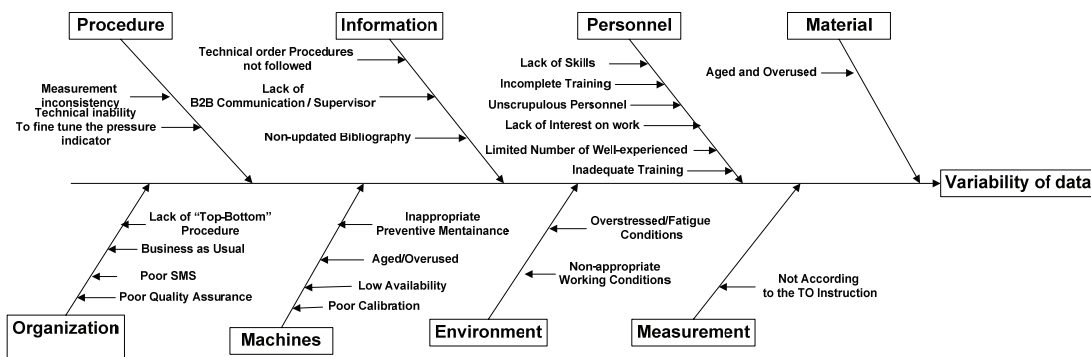 Procedure
Information
Personnel
Material
Measurement
inconsistency
Technical inability
To fine tune the pressure
indicator
Technical order Procedures
not followed
Lack of
B2B Communication / Supervisor
Non-updated Bibliography
Lack of Skills
Incomplete Training
Unscrupulous Personnel
Lack of Interest on work
Limited Number of Well-experienced
Inadequate Training
Aged and Overused
Variability of data
Lack of “Top-Bottom”
Procedure
Business as Usual
Poor SMS
Poor Quality Assurance
Organization
Inappropriate
Preventive Mentainance
Aged/Overused
Low Availability
Poor Calibration
Machines
Overstressed/Fatigue
Conditions
Non-appropriate
Working Conditions
Environment
Not According
to the TO Instruction
Measurement